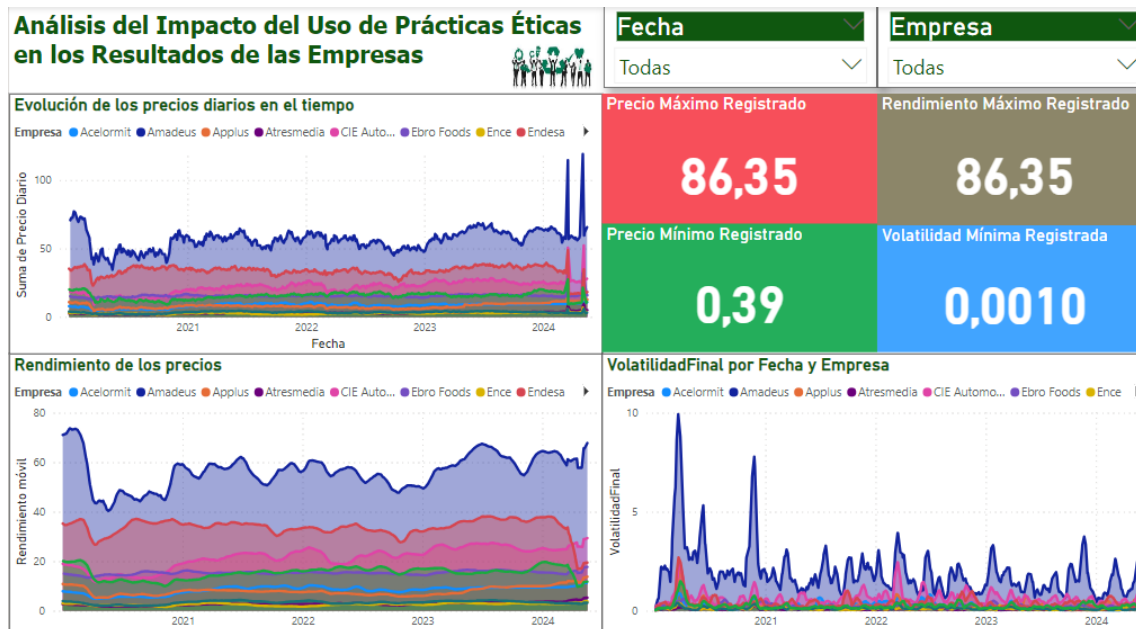 Análisis del Impacto del Uso de Prácticas Éticas
en los Resultados de las Empresas
Fecha
Todas
Empresa
Todas
Evolución de los precios diarios en el tiempo
Empresa Acelormit Amadeus Applus Atresmedia CIE Auto... Ebro Foods Ence Endesa
Suma de Precio Diario
100
50
0
2021 2022 2023 2024
Fecha
Precio Máximo Registrado
86,35
Rendimiento Máximo Registrado
86,35
Precio Mínimo Registrado
0,39
Volatilidad Mínima Registrada
0,0010
Rendimiento de los precios
Empresa Acelormit Amadeus Applus Atresmedia CIE Auto... Ebro Foods Ence Endesa
Rendimiento móvil
80
60
40
20
0
2021 2022 2023 2024
VolatilidadFinal por Fecha y Empresa
Empresa Acelormit Amadeus Applus Atresmedia CIE Automo... Ebro Foods Ence
VolatilidadFinal
10
5
0
2021 2022 2023 2024